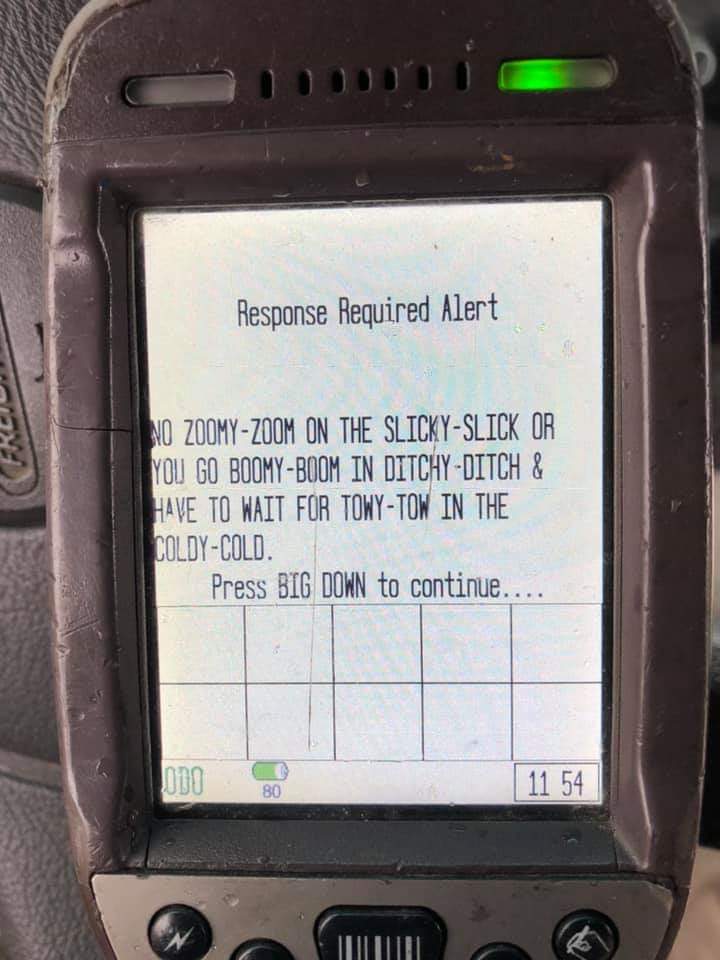 Response Required Alert
NO ZOOMY-ZOOM ON THE SLICKY-SLICK OR
YOU GO BOOMY-BOOM IN DITCHY-DITCH &
HAVE TO WAIT FOR TOWY-TOW IN THE
COLDY-COLD.
Press BIG DOWN to continue....
ODO
80
11 54